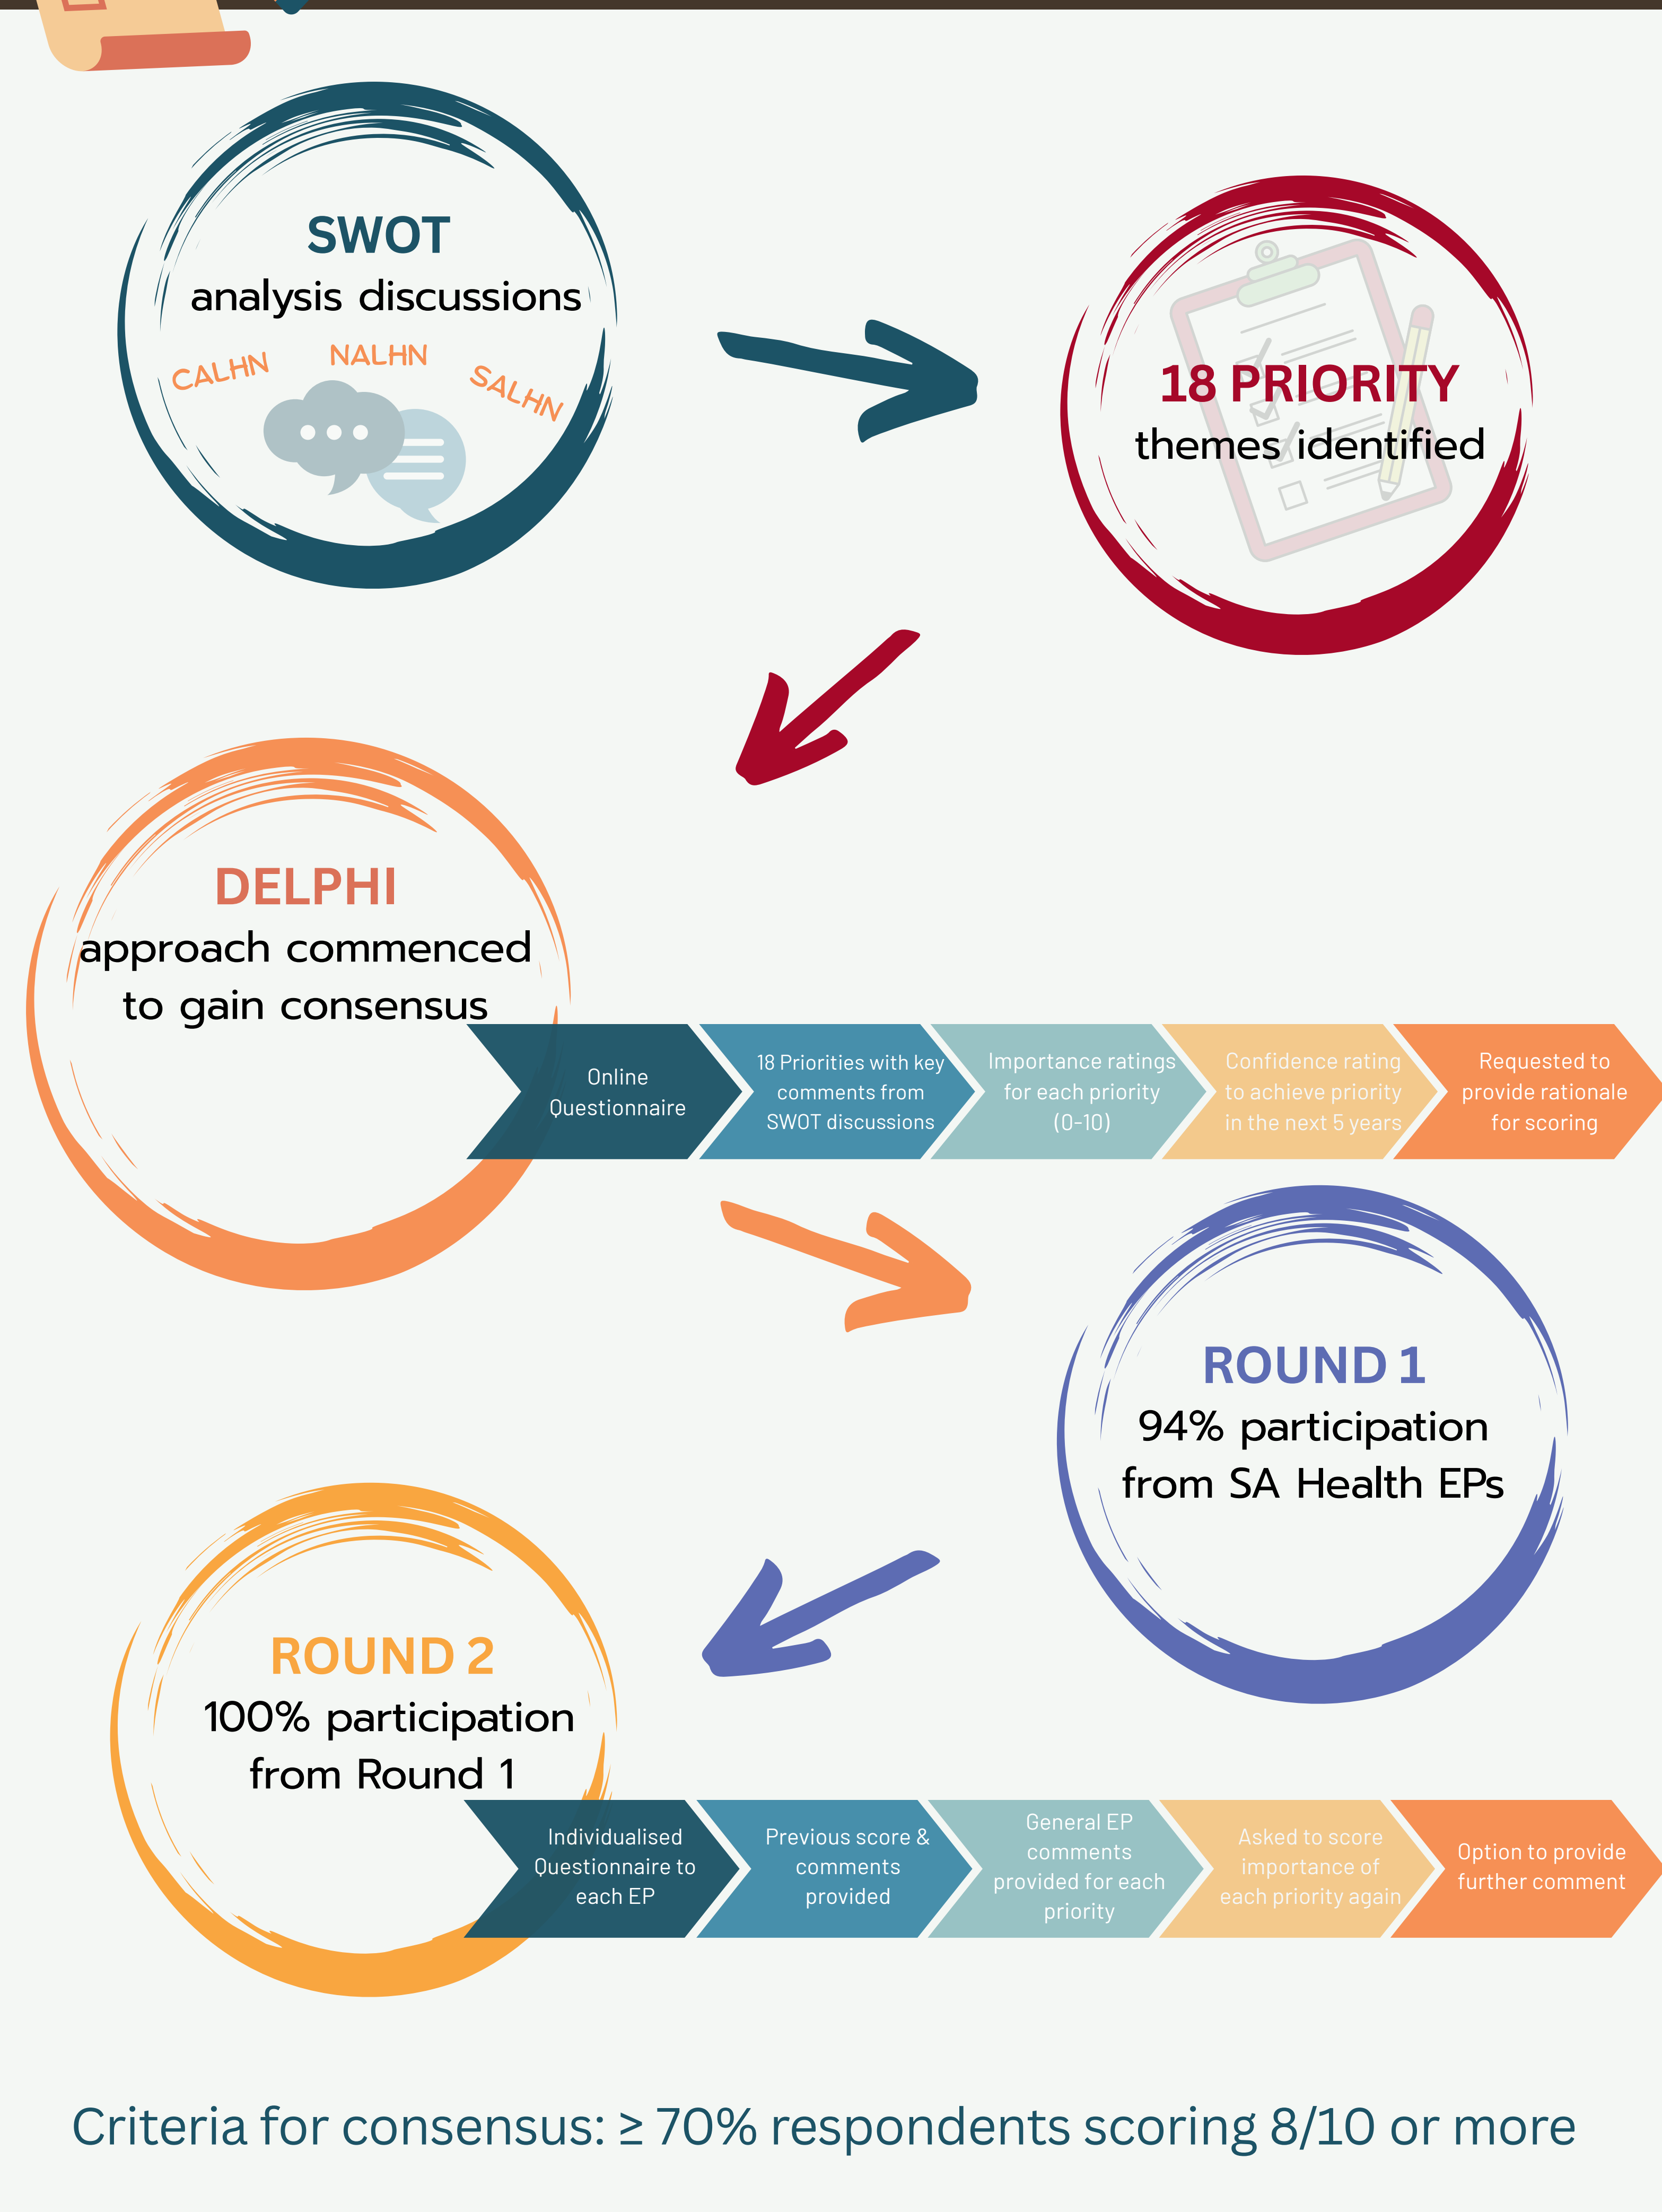 SWOT
analysis discussions
CALHN
NALHN
SALHN
18 PRIORITY
themes identified
DELPHI
approach commenced
to gain consensus
Online
Questionnaire
18 Priorities with key
comments from
SWOT discussions
Importance ratings
for each priority
(0-10)
Confidence rating
to achieve priority
in the next 5 years
Requested to
provide rationale
for scoring
ROUND 1
94% participation
from SA Health EPs
ROUND 2
100% participation
from Round 1
Individualised
Questionnaire to
each EP
Previous score &
comments
provided
General EP
comments
provided for each
priority
Asked to score
importance of
each priority again
Option to provide
further comment
Criteria for consensus: ≥ 70% respondents scoring 8/10 or more